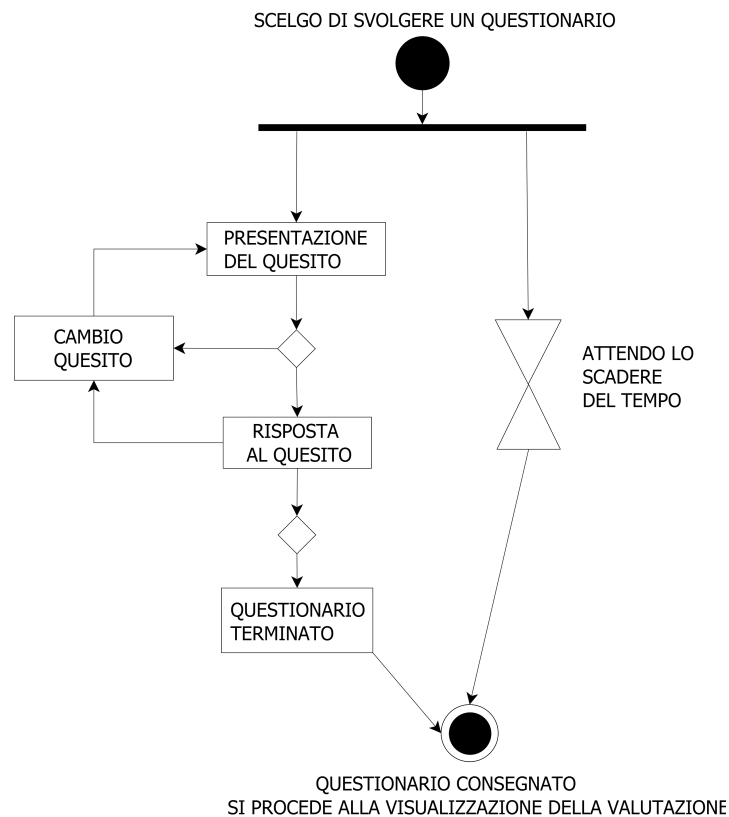 SCELGO DI SVOLGERE UN QUESTIONARIO
PRESENTAZIONE
DEL QUESITO
CAMBIO
QUESITO
ATTENDO LO
SCADERE
DEL TEMPO
RISPOSTA
AL QUESITO
QUESTIONARIO
TERMINATO
QUESTIONARIO CONSEGNATO
SI PROCEDE ALLA VISUALIZZAZIONE DELLA VALUTAZIONE